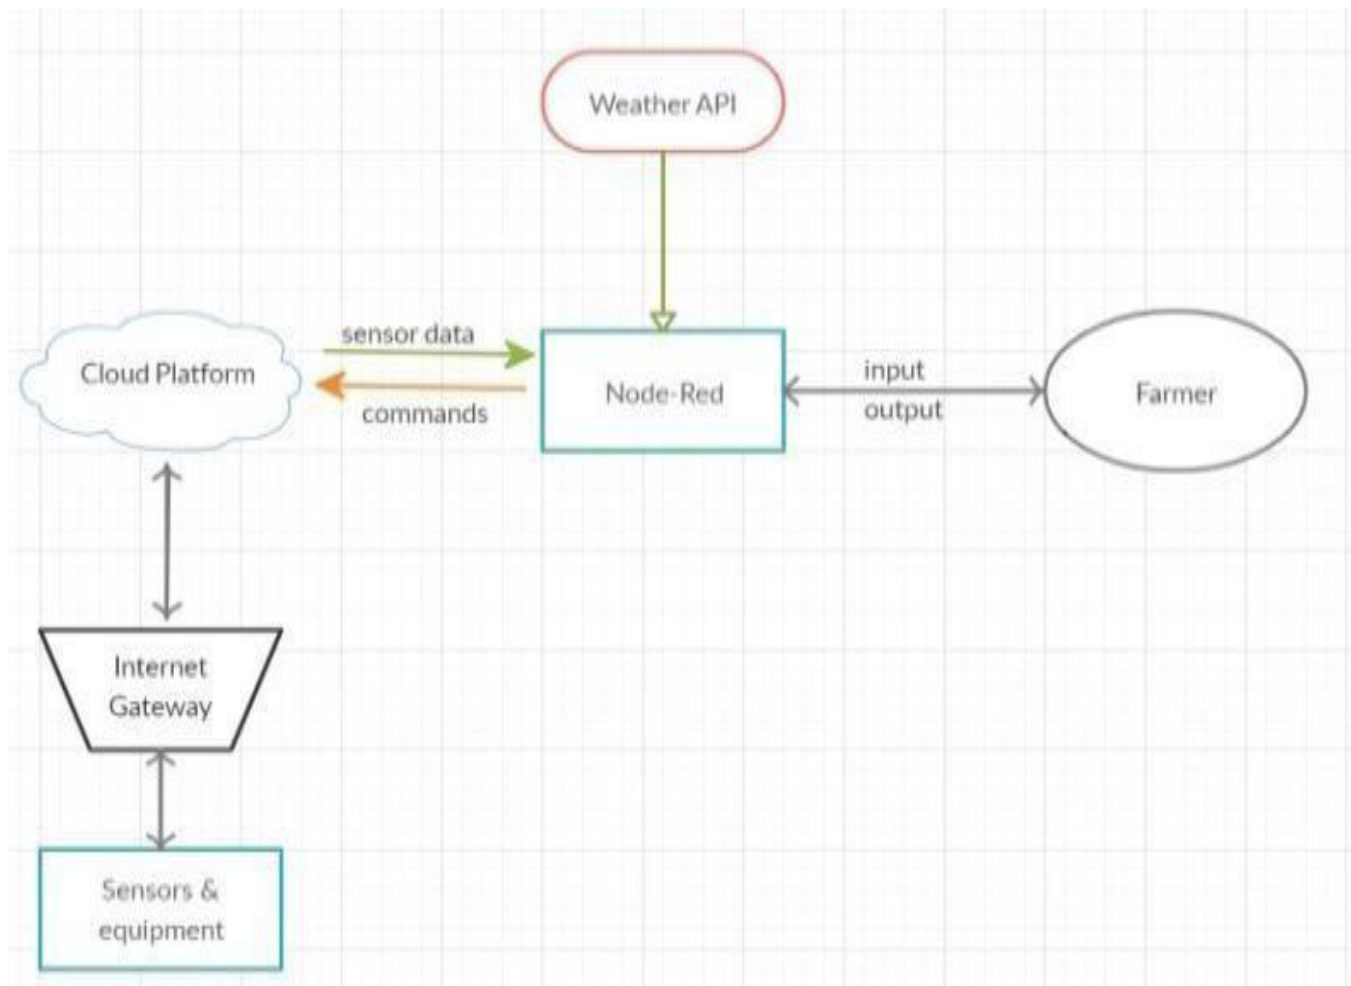 Weather API
sensor data
Cloud Platform
commands
Node-Red
input
output
Farmer
Internet
Gateway
Sensors &
equipment